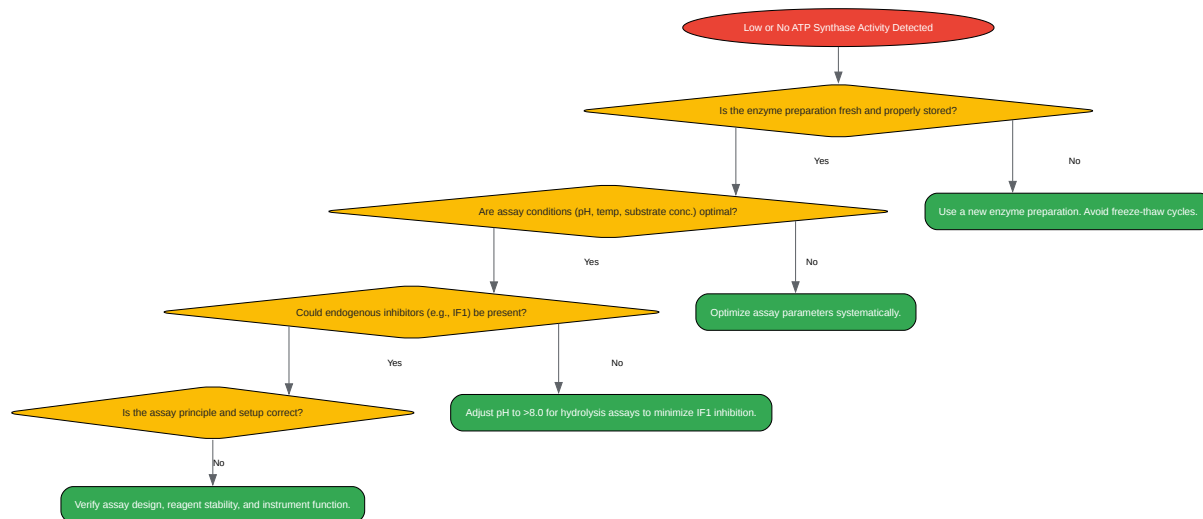 Low or No ATP Synthase Activity Detected
Is the enzyme preparation fresh and properly stored?
Yes
No
Are assay conditions (pH, temp, substrate conc.) optimal?
Use a new enzyme preparation. Avoid freeze-thaw cycles.
Yes
No
Could endogenous inhibitors (e.g., IF1) be present?
Optimize assay parameters systematically.
Yes
No
Is the assay principle and setup correct?
Adjust pH to >8.0 for hydrolysis assays to minimize IF1 inhibition.
No
Verify assay design, reagent stability, and instrument function.